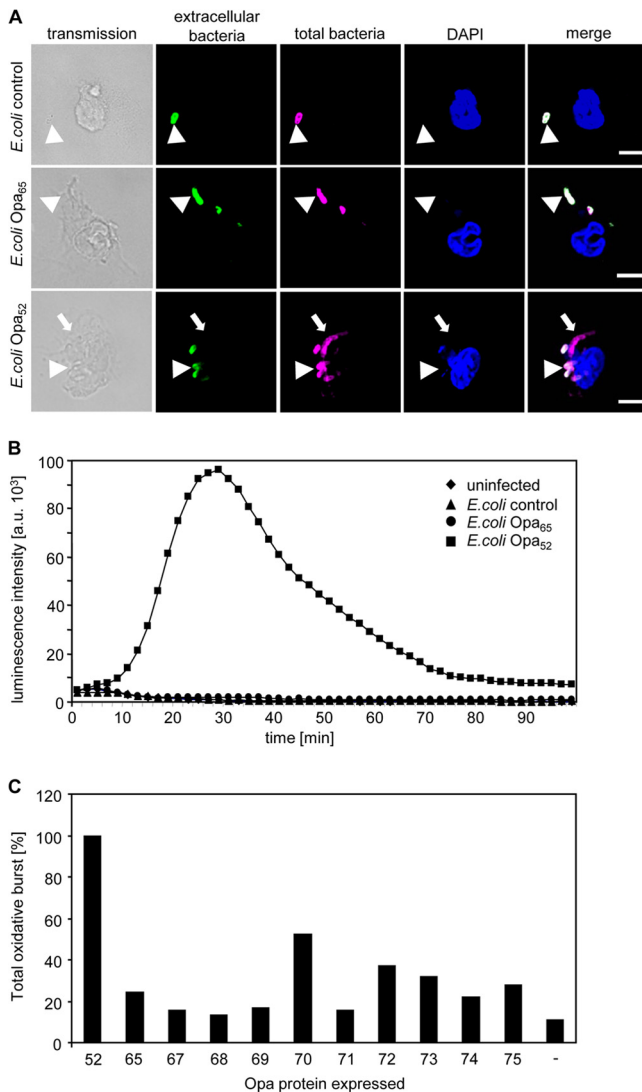 A
transmission
extracellular
bacteria
total bacteria
DAPI
merge
E.coli control
E.coli Opa65
E.coli Opa52
B
luminescence intensity [a.u. 10³]
100
80
60
40
20
0
uninfected
E.coli control
E.coli Opa65
E.coli Opa52
0 10 20 30 40 50 60 70 80 90
time [min]
C
Total oxidative burst [%]
120
100
80
60
40
20
0
52 65 67 68 69 70 71 72 73 74 75 -
Opa protein expressed